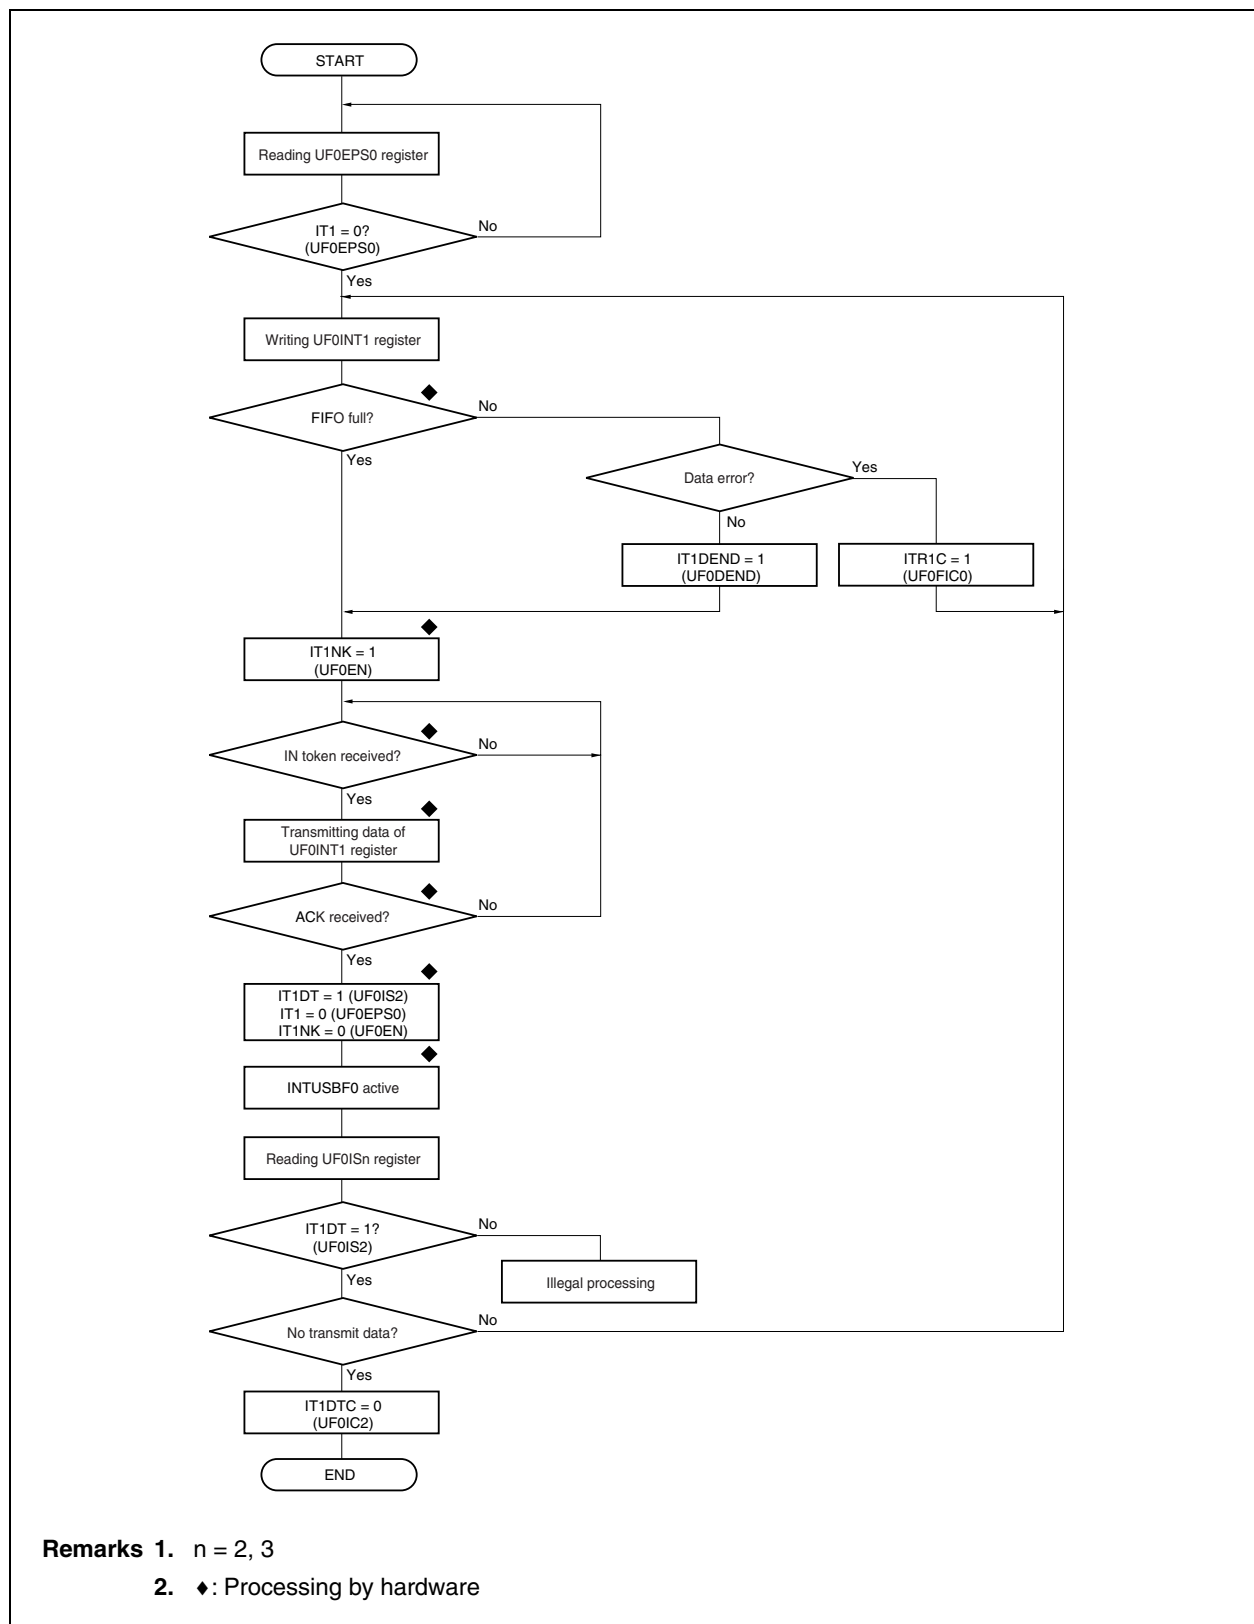 START
Reading UF0EPS0 register
IT1 = 0?
(UF0EPS0)
No
Yes
Writing UF0INT1 register
FIFO full?
No
Yes
Data error?
Yes
No
IT1DEND = 1
(UF0DEND)
ITR1C = 1
(UF0FIC0)
IT1NK = 1
(UF0EN)
IN token received?
No
Yes
Transmitting data of
UF0INT1 register
ACK received?
No
Yes
IT1DT = 1 (UF0IS2)
IT1 = 0 (UF0EPS0)
IT1NK = 0 (UF0EN)
INTUSBF0 active
Reading UF0ISn register
IT1DT = 1?
(UF0IS2)
No
Yes
Illegal processing
No transmit data?
No
Yes
IT1DTC = 0
(UF0IC2)
END
Remarks 1. n = 2, 3
2. ♦: Processing by hardware